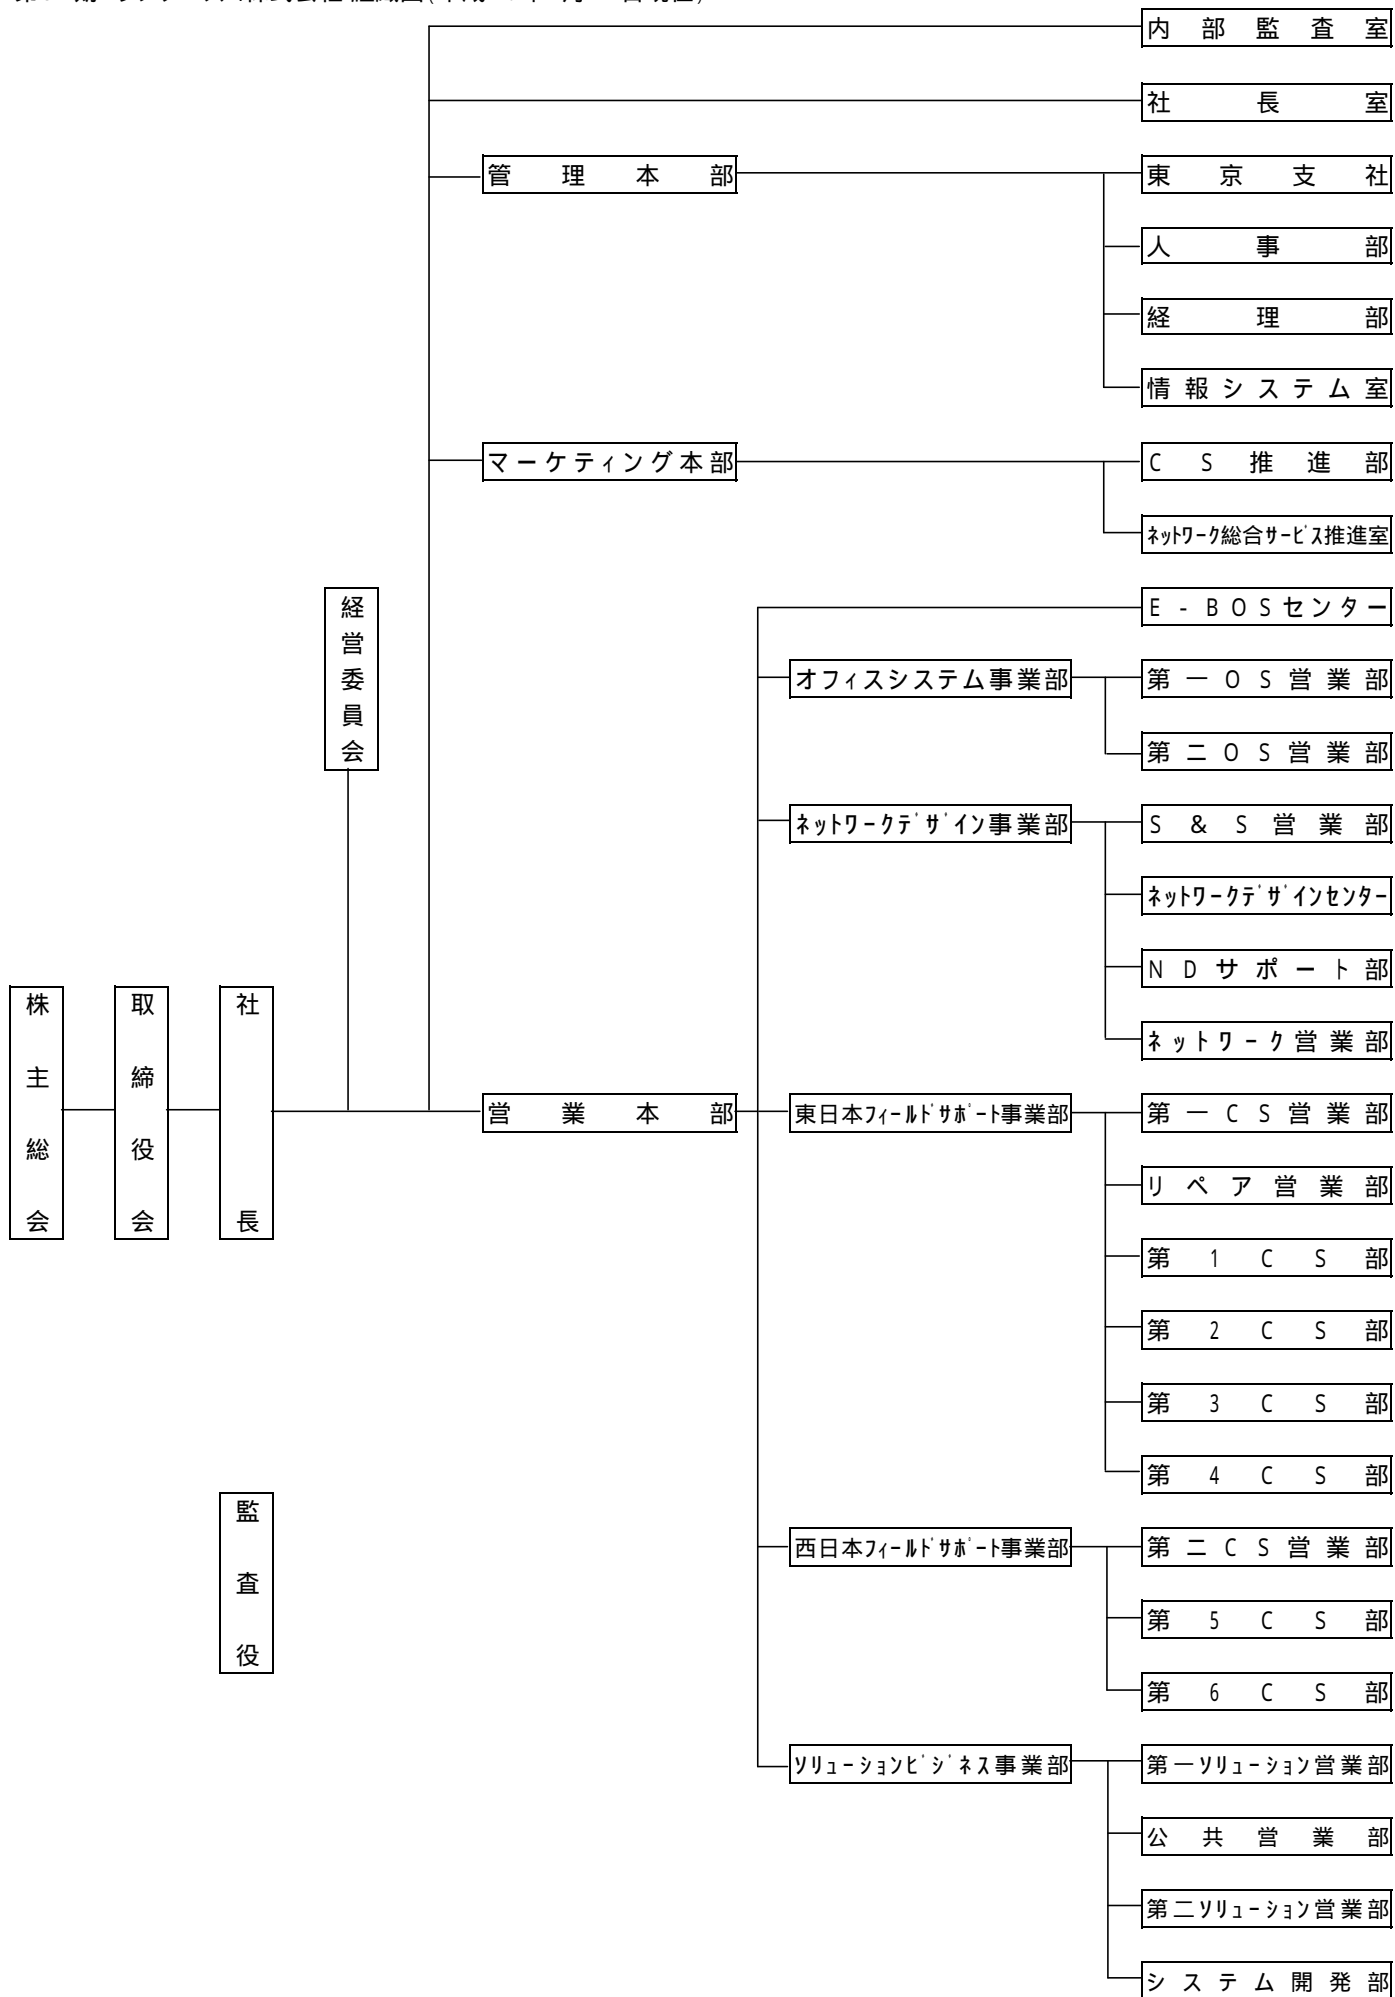 内部監査室
社長室
管理本部
東京支社
人事部
経理部
情報システム室
マーケティング本部
CS推進部
ﾈｯﾄﾜｰｸ総合ｻｰﾋﾞｽ推進室
経営委員会
E-BOSセンター
オフィスシステム事業部
第一OS営業部
第二OS営業部
ﾈｯﾄﾜｰｸﾃﾞｻﾞｲﾝ事業部
S&S営業部
ﾈｯﾄﾜｰｸﾃﾞｻﾞｲﾝｾﾝﾀｰ
NDサポート部
ネットワーク営業部
株主総会
取締役会
社長
営業本部
東日本ﾌｨｰﾙﾄﾞｻﾎﾟｰﾄ事業部
第一CS営業部
リペア営業部
第1CS部
第2CS部
第3CS部
第4CS部
監査役
西日本ﾌｨｰﾙﾄﾞｻﾎﾟｰﾄ事業部
第二CS営業部
第5CS部
第6CS部
ｿﾘｭｰｼｮﾝﾋﾞｼﾞﾈｽ事業部
第一ｿﾘｭｰｼｮﾝ営業部
公共営業部
第二ｿﾘｭｰｼｮﾝ営業部
システム開発部